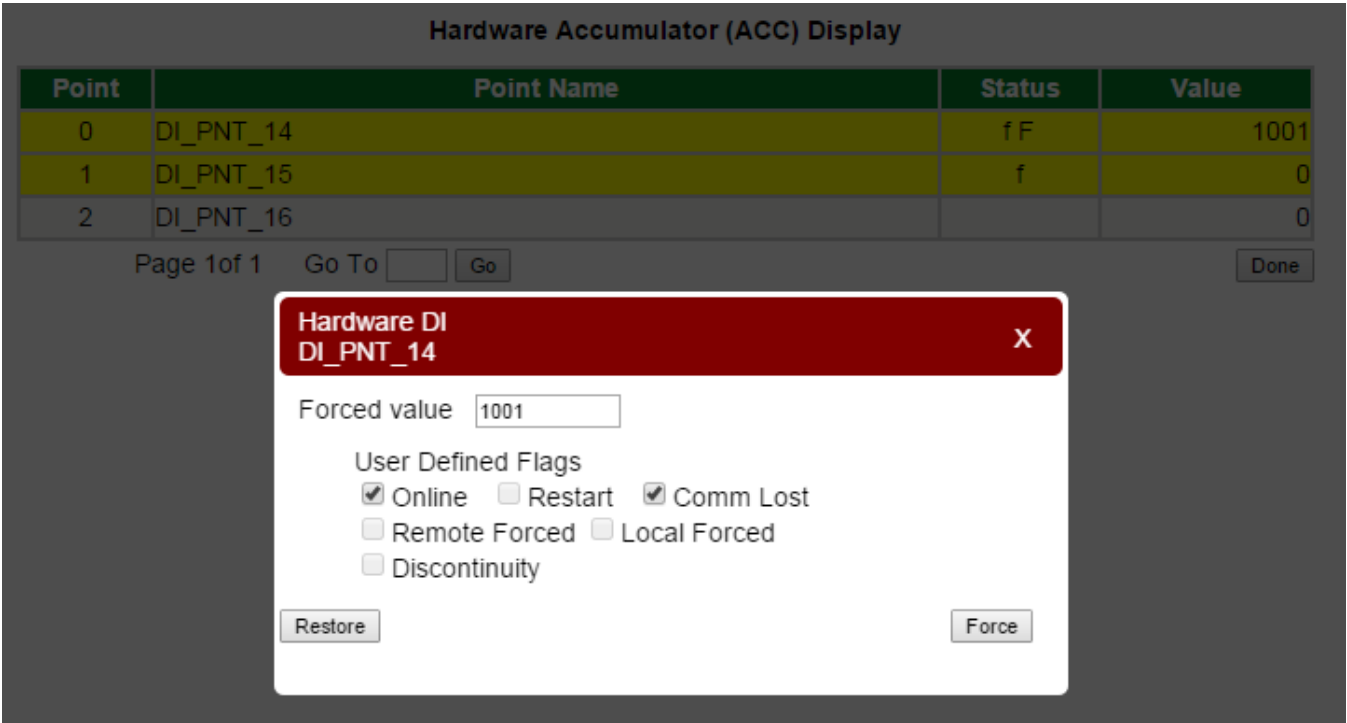 Hardware Accumulator (ACC) Display
Point Point Name Status Value
0 DI_PNT_14 f F 1001
1 DI_PNT_15 f 0
2 DI_PNT_16 0
Page 1of 1 Go To Go Done
Hardware DI
DI_PNT_14
X
Forced value 1001
User Defined Flags
Online Restart Comm Lost
Remote Forced Local Forced
Discontinuity
Restore Force